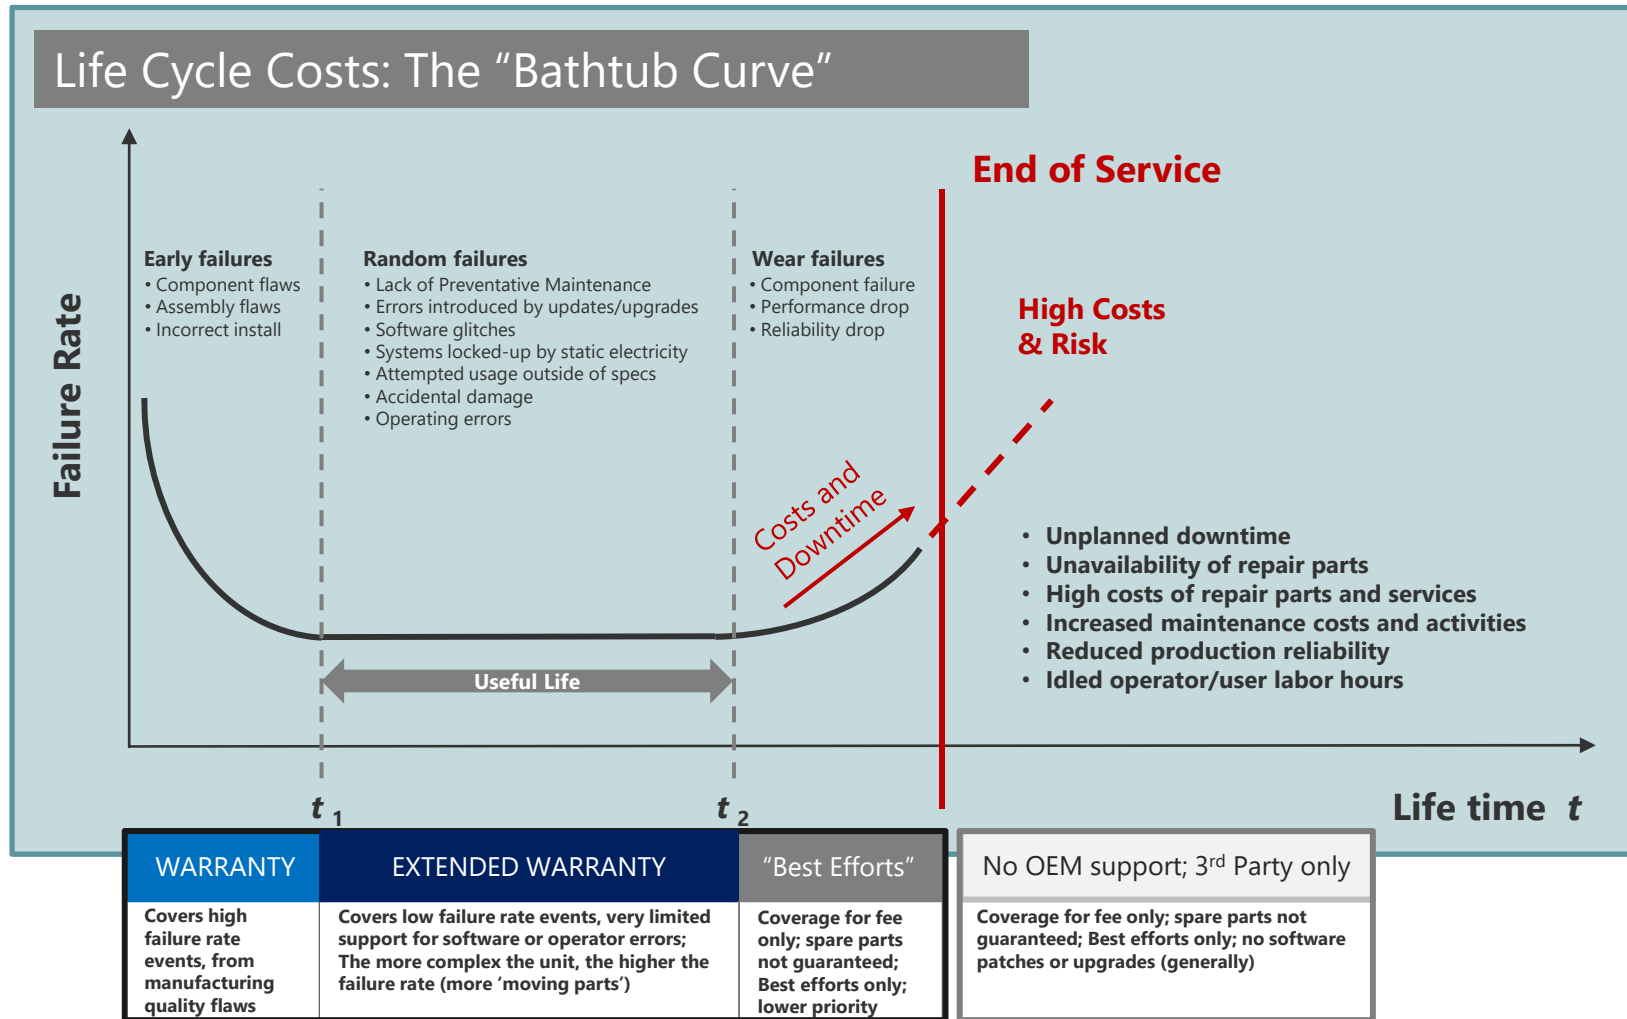 Life Cycle Costs: The “Bathtub Curve”
End of Service
Early failures
• Component flaws
• Assembly flaws
• Incorrect install
Random failures
• Lack of Preventative Maintenance
• Errors introduced by updates/upgrades
• Software glitches
• Systems locked-up by static electricity
• Attempted usage outside of specs
• Accidental damage
• Operating errors
Wear failures
• Component failure
• Performance drop
• Reliability drop
High Costs
& Risk
Failure Rate
Costs and
Downtime
• Unplanned downtime
• Unavailability of repair parts
• High costs of repair parts and services
• Increased maintenance costs and activities
• Reduced production reliability
• Idled operator/user labor hours
Useful Life
t 1
t 2
Life time t
WARRANTY
Covers high
failure rate
events, from
manufacturing
quality flaws
EXTENDED WARRANTY
Covers low failure rate events, very limited
support for software or operator errors;
The more complex the unit, the higher the
failure rate (more ‘moving parts’)
“Best Efforts”
Coverage for fee
only; spare parts
not guaranteed;
Best efforts only;
lower priority
No OEM support; 3rd Party only
Coverage for fee only; spare parts not
guaranteed; Best efforts only; no software
patches or upgrades (generally)